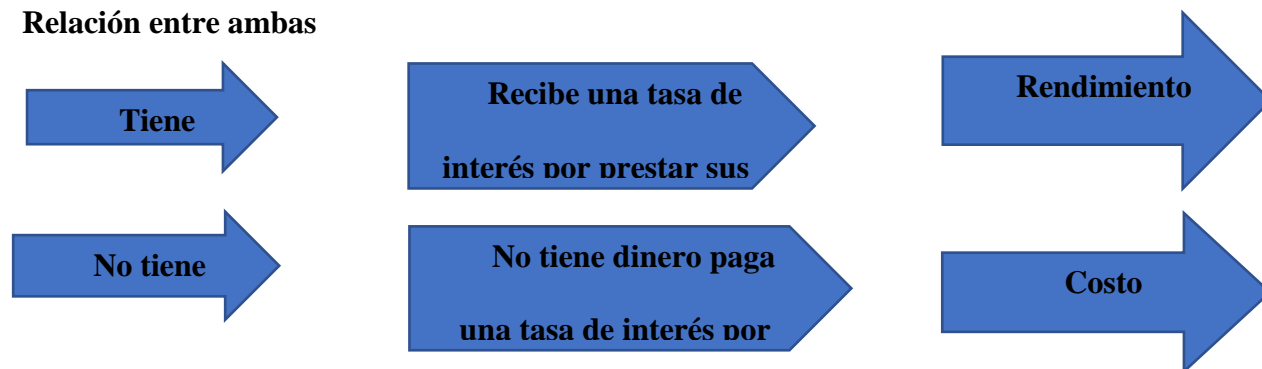 Relación entre ambas
Tiene
Recibe una tasa de
interés por prestar sus
Rendimiento
No tiene
No tiene dinero paga
una tasa de interés por
Costo